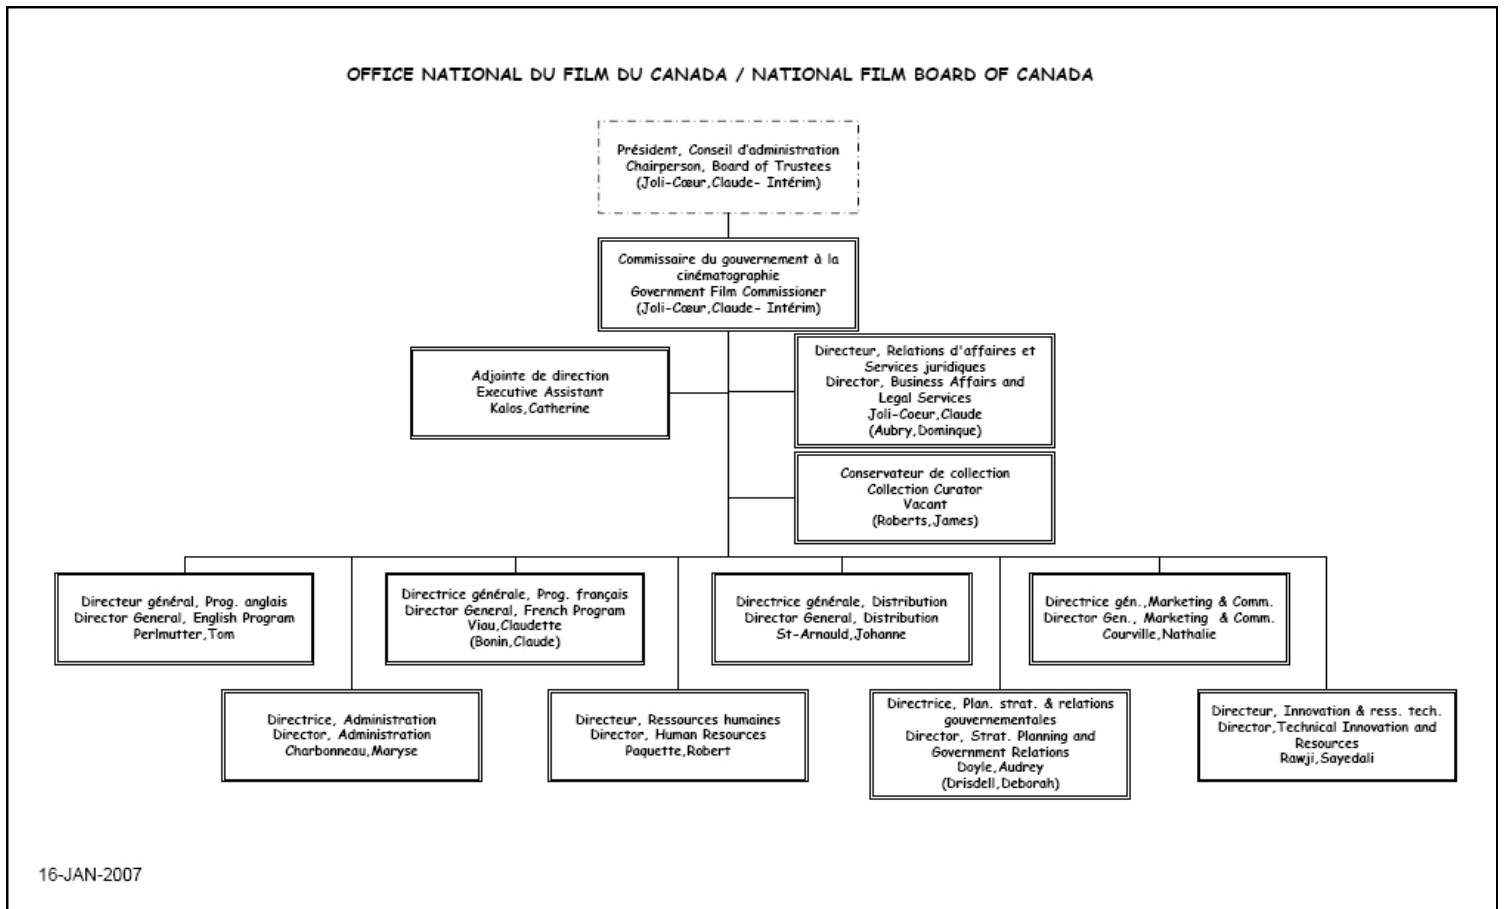 OFFICE NATIONAL DU FILM DU CANADA / NATIONAL FILM BOARD OF CANADA
Président, Conseil d'administration
Chairperson, Board of Trustees
(Joli-Cœur,Claude- Intérim)
Commissaire du gouvernement à la
cinématographie
Government Film Commissioner
(Joli-Cœur,Claude- Intérim)
Adjointe de direction
Executive Assistant
Kalos,Catherine
Directeur, Relations d'affaires et
Services juridiques
Director, Business Affairs and
Legal Services
Joli-Coeur,Claude
(Aubry,Dominque)
Conservateur de collection
Collection Curator
Vacant
(Roberts,James)
Directeur général, Prog. anglais
Director General, English Program
Perlmutter,Tom
Directrice générale, Prog. français
Director General, French Program
Viau,Claudette
(Bonin,Claude)
Directrice générale, Distribution
Director General, Distribution
St-Arnauld,Johanne
Directrice gén.,Marketing & Comm.
Director Gen., Marketing & Comm.
Courville,Nathalie
Directrice, Administration
Director, Administration
Charbonneau,Maryse
Directeur, Ressources humaines
Director, Human Resources
Paquette,Robert
Directrice, Plan. strat. & relations
gouvernementales
Director, Strat. Planning and
Government Relations
Doyle,Audrey
(Drisdell,Deborah)
Directeur, Innovation & ress. tech.
Director,Technical Innovation and
Resources
Rawji,Sayedali
16-JAN-2007